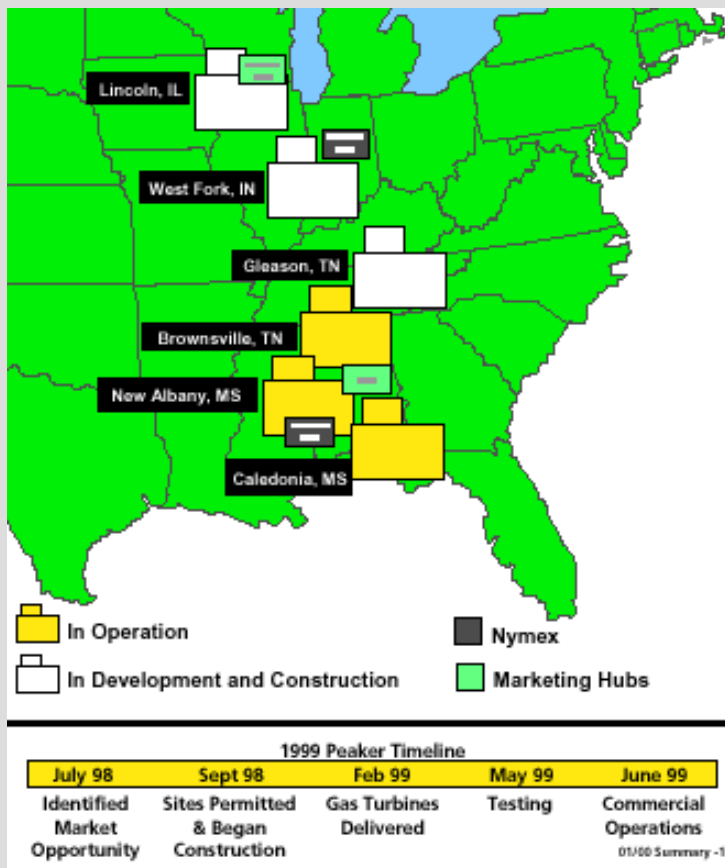 Lincoln, IL
West Fork, IN
Gleason, TN
Brownsville, TN
New Albany, MS
Caledonia, MS
In Operation
Nymex
In Development and Construction
Marketing Hubs
1999 Peaker Timeline
July 98 Sept 98 Feb 99 May 99 June 99
Identified Sites Permitted Gas Turbines Testing Commercial
Market & Began Delivered Operations
Opportunity Construction 01/00 Summary -1